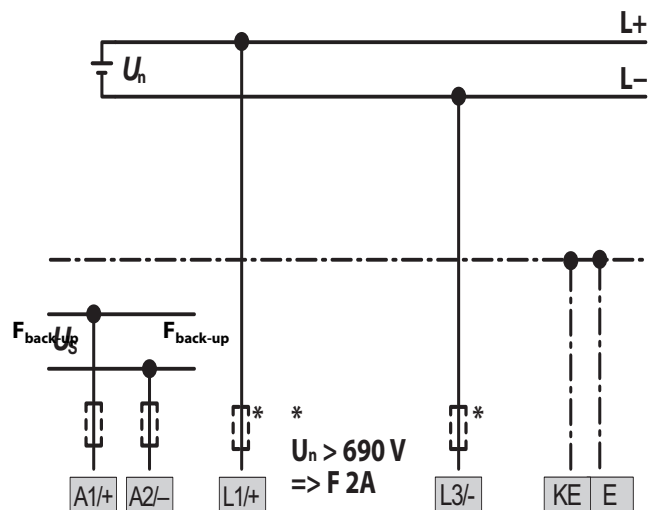 L+
Un
L–
Fback-up
US
Fback-up
* * *
Un > 690 V
=> F 2A
A1/+ A2/– L1/+ L3/- KE E